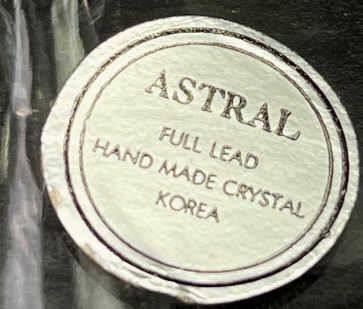 ASTRAL
FULL LEAD
HAND MADE CRYSTAL
KOREA